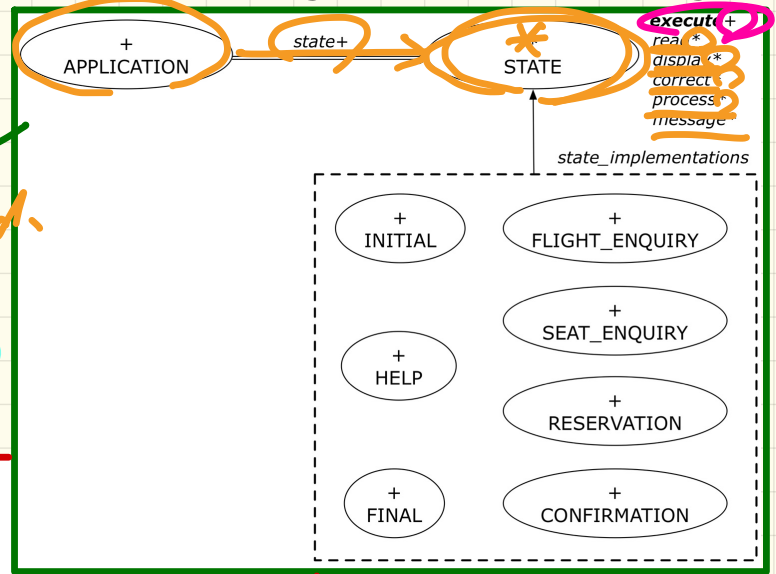 +
APPLICATION
state+
*
STATE
execute+
read*
display*
correct*
process*
message*
state_implementations
+
INITIAL
+
FLIGHT_ENQUIRY
+
SEAT_ENQUIRY
+
HELP
+
RESERVATION
+
FINAL
+
CONFIRMATION